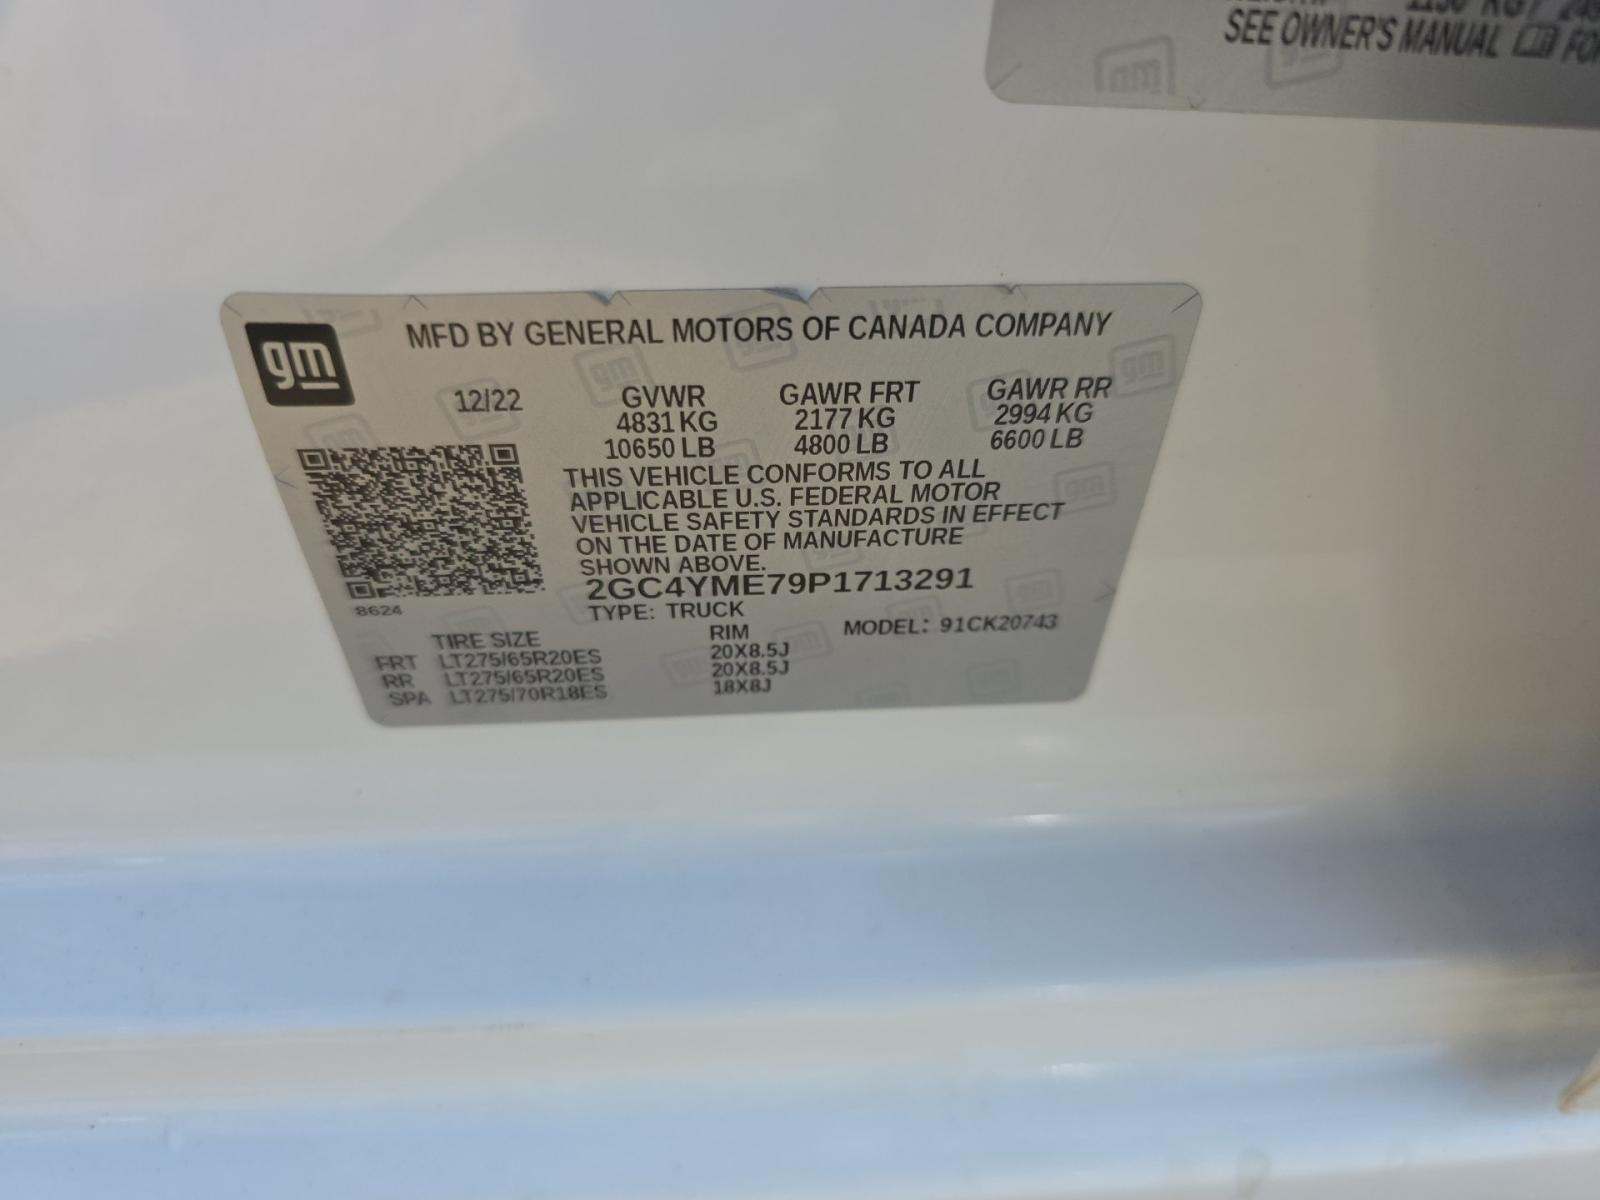 SEE OWNER'S MANUAL
gm
MFD BY GENERAL MOTORS OF CANADA COMPANY
12/22 GVWR GAWR FRT GAWR RR
4831 KG 2177 KG 2994 KG
10650 LB 4800 LB 6600 LB
THIS VEHICLE CONFORMS TO ALL
APPLICABLE U.S. FEDERAL MOTOR
VEHICLE SAFETY STANDARDS IN EFFECT
ON THE DATE OF MANUFACTURE
SHOWN ABOVE.
2GC4YME79P1713291
8624 TYPE: TRUCK
TIRE SIZE RIM MODEL: 91CK20743
FRT LT275/65R20ES 20X8.5J
RR LT275/65R20ES 20X8.5J
SPA LT275/70R18ES 18X8J